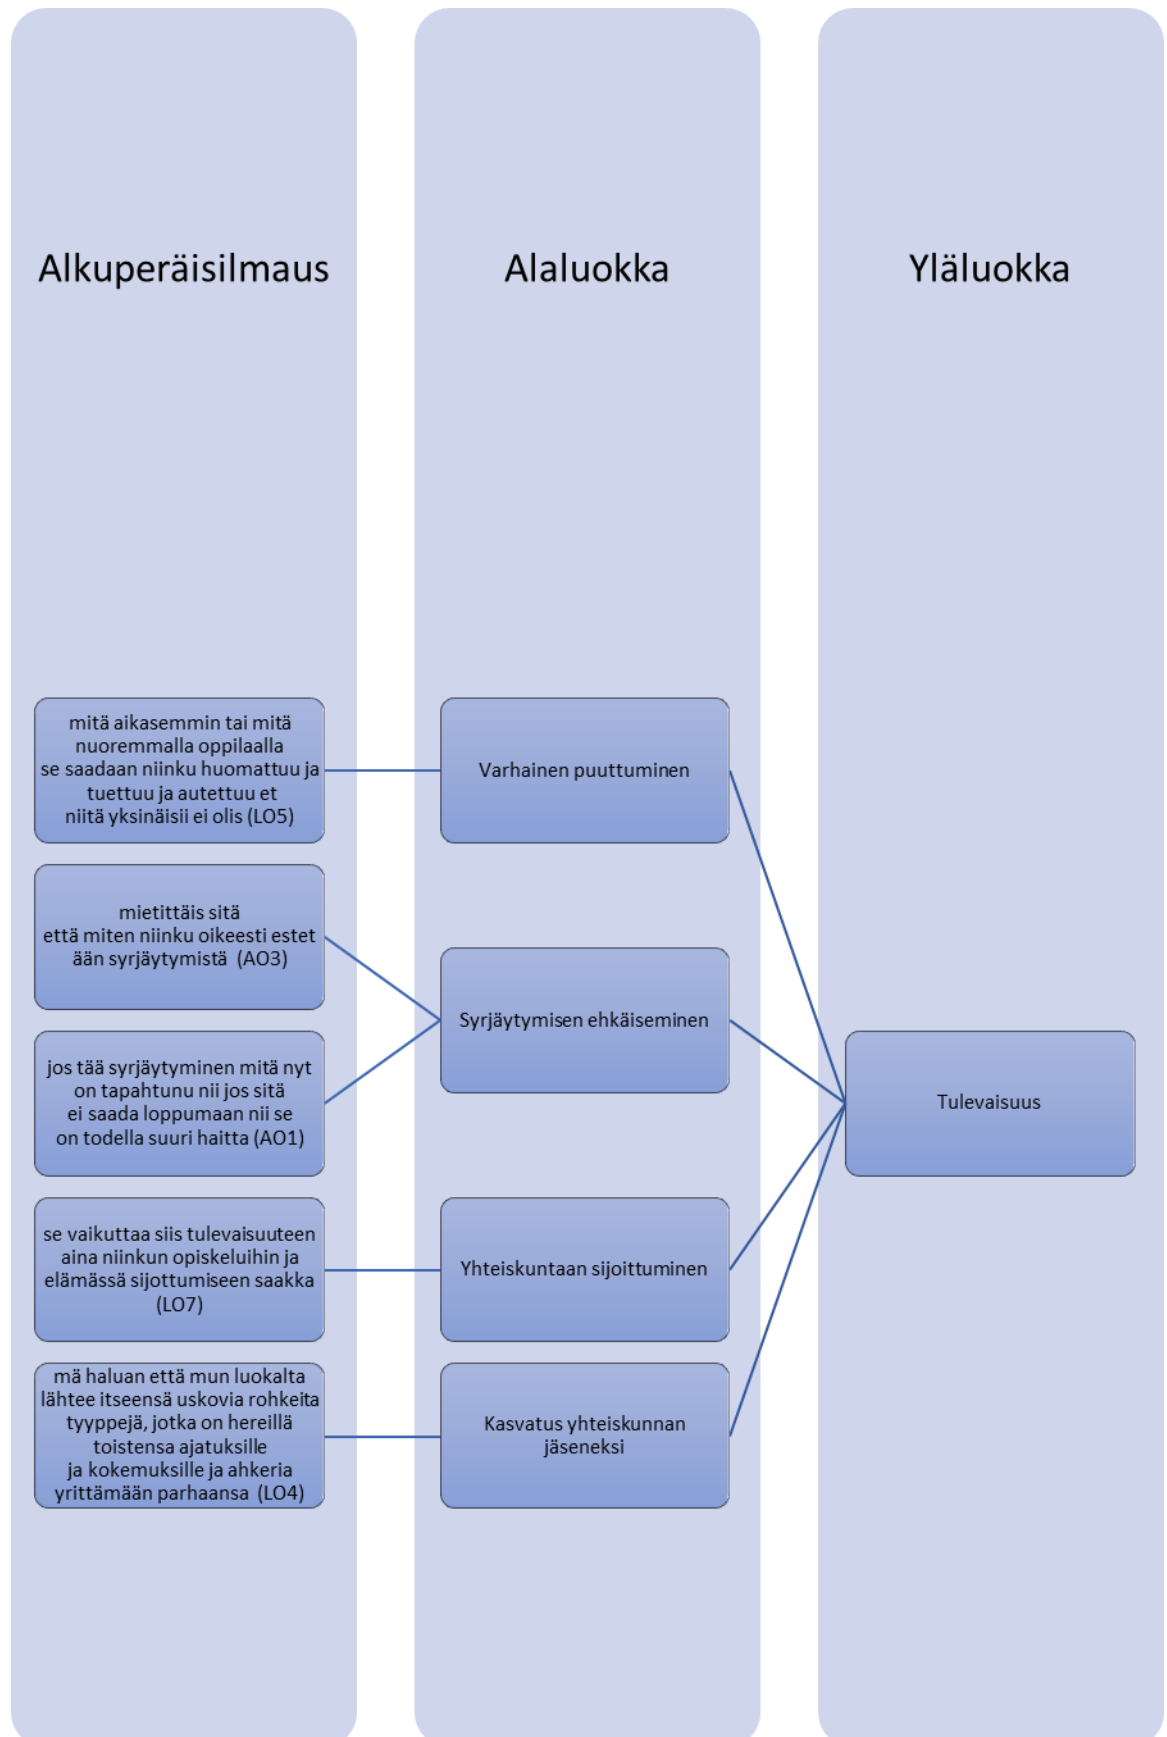 Alkuperäisilmaus
Alaluokka
Yläluokka
mitä aikasemmin tai mitä
nuoremmalla oppilaalla
se saadaan niinku huomattuu ja
tuettuu ja autettuu et
niitä yksinäisii ei olis (LO5)
Varhainen puuttuminen
mietittäis sitä
että miten niinku oikeesti estet
ään syrjäytymistä (AO3)
Syrjäytymisen ehkäiseminen
jos tää syrjäytyminen mitä nyt
on tapahtunu nii jos sitä
ei saada loppumaan nii se
on todella suuri haitta (AO1)
Tulevaisuus
se vaikuttaa siis tulevaisuuteen
aina niinkun opiskeluihin ja
elämässä sijottumiseen saakka
(LO7)
Yhteiskuntaan sijoittuminen
mä haluan että mun luokalta
lähtee itseensä uskovia rohkeita
tyyppejä, jotka on hereillä
toistensa ajatuksille
ja kokemuksille ja ahkeria
yrittämään parhaansa (LO4)
Kasvatus yhteiskunnan
jäseneksi